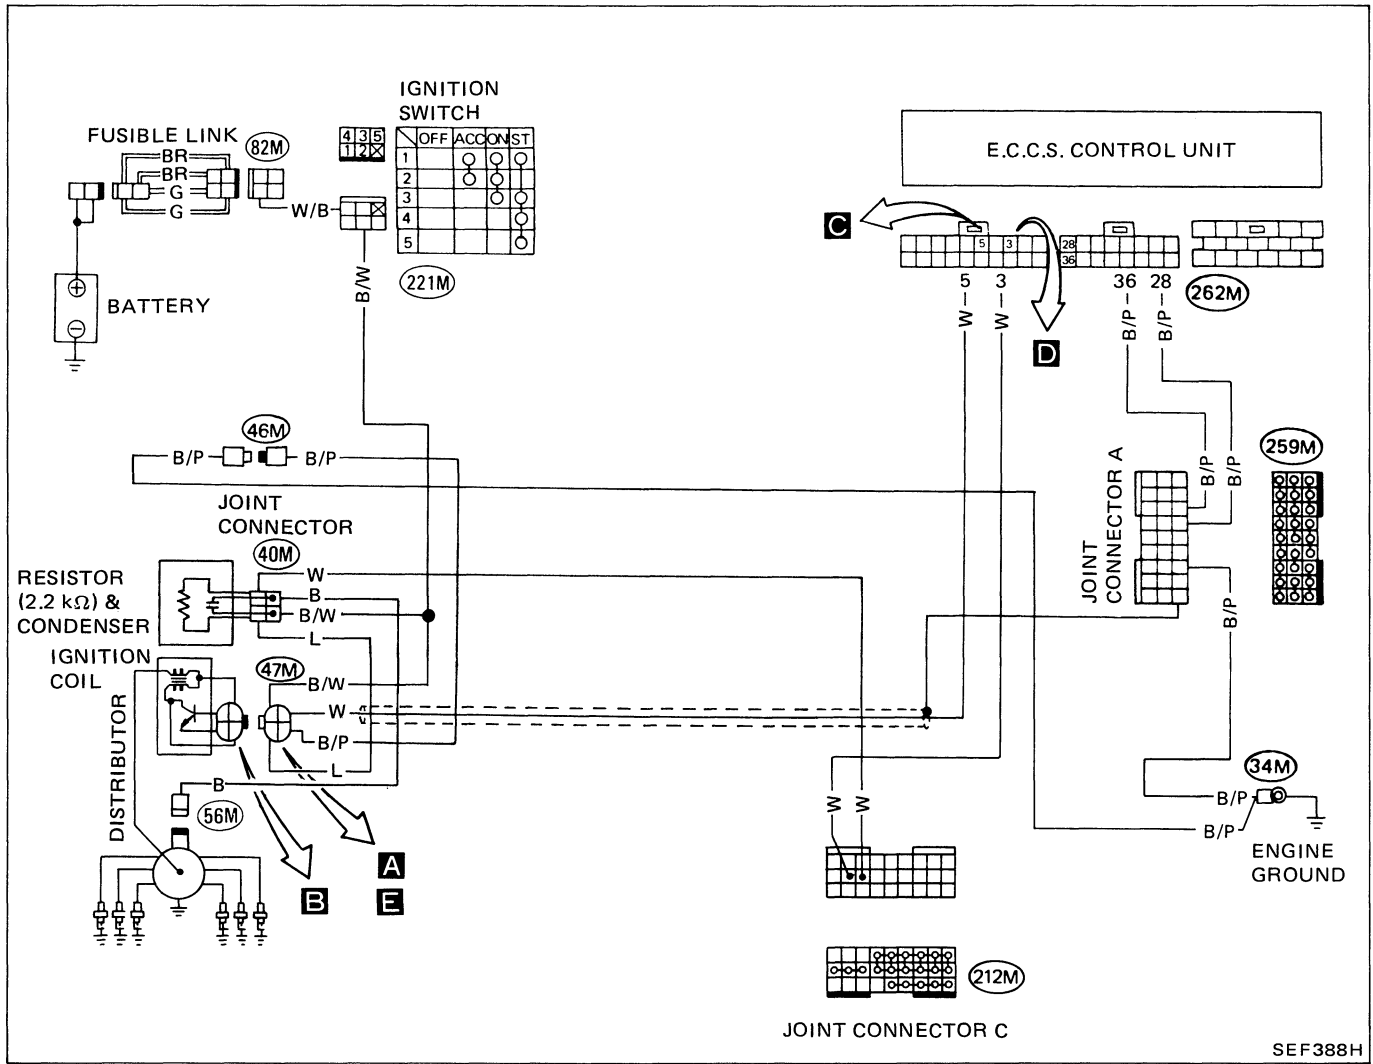 IGNITION
SWITCH
FUSIBLE LINK
82M
BR
BR
G
G
W/B
4 3 5
1 2
OFF ACC ON ST
1
2
3
4
5
221M
B/W
BATTERY
E.C.C.S. CONTROL UNIT
C
5 3 28
36
5 3 36 28
262M
W W B/P B/P
D
46M
B/P B/P
JOINT
CONNECTOR
40M
RESISTOR
(2.2 kΩ) &
CONDENSER
W
B
B/W
L
IGNITION
COIL
47M
B/W
W
B/P
L
DISTRIBUTOR
B
56M
A
B E
JOINT
CONNECTOR A
B/P B/P
259M
B/P
W W
34M
B/P
B/P
ENGINE
GROUND
212M
JOINT CONNECTOR C
SEF388H